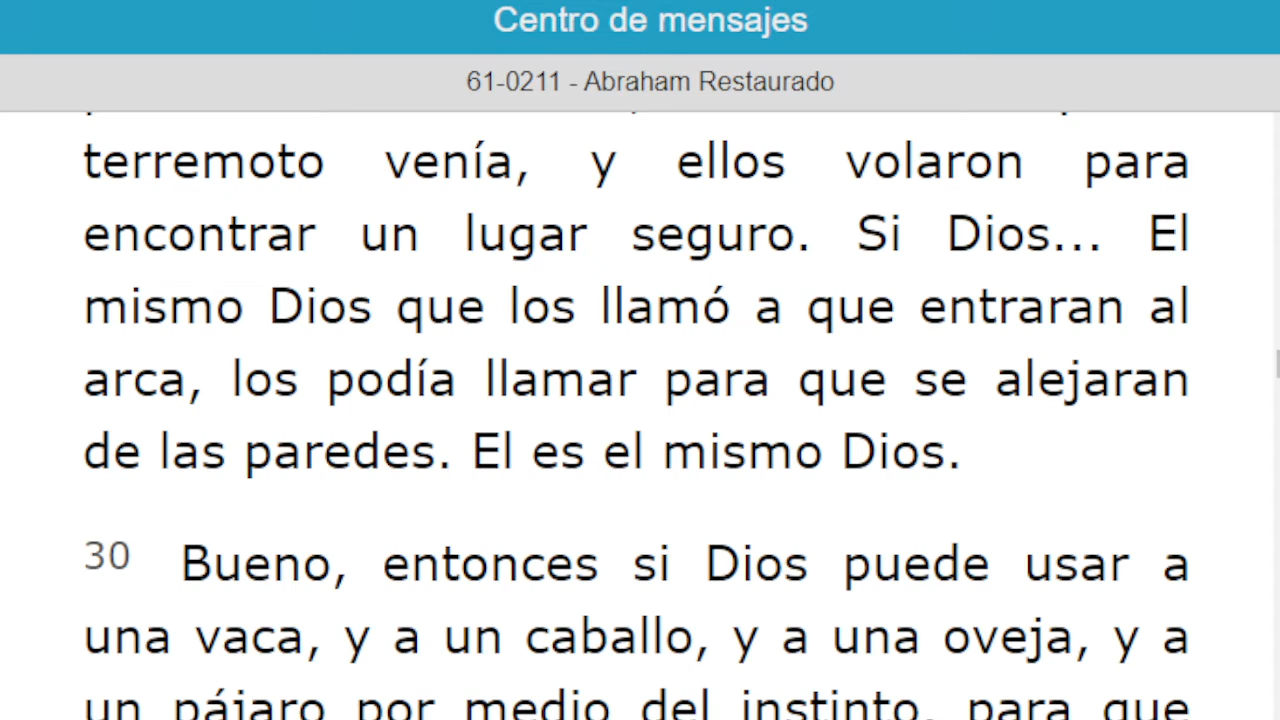 Centro de mensajes
61-0211 - Abraham Restaurado
terremoto venía, y ellos volaron para
encontrar un lugar seguro. Si Dios... El
mismo Dios que los llamó a que entraran al
arca, los podía llamar para que se alejaran
de las paredes. El es el mismo Dios.
30 Bueno, entonces si Dios puede usar a
una vaca, y a un caballo, y a una oveja, y a
un pájaro por medio del instinto, para que